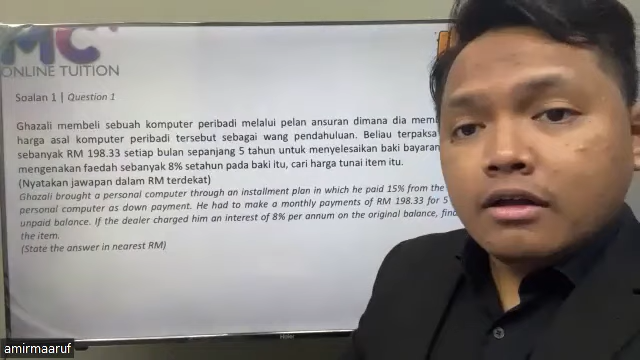 MC
ONLINE TUITION
Soalan 1 | Question 1
Ghazali membeli sebuah komputer peribadi melalui pelan ansuran dimana dia
harga asal komputer peribadi tersebut sebagai wang pendahuluan. Beliau terpaksa
sebanyak RM 198.33 setiap bulan sepanjang 5 tahun untuk menyelesaikan baki bayaran
mengenakan faedah sebanyak 8% setahun pada baki itu, cari harga tunai item itu.
(Nyatakan jawapan dalam RM terdekat)
Ghazali brought a personal computer through an installment plan in which he paid 15% from the
personal computer as down payment. He had to make a monthly payments of RM 198.33 for 5
unpaid balance. If the dealer charged him an interest of 8% per annum on the original balance,
the item.
(State the answer in nearest RM)
Haier
amirmaaruf